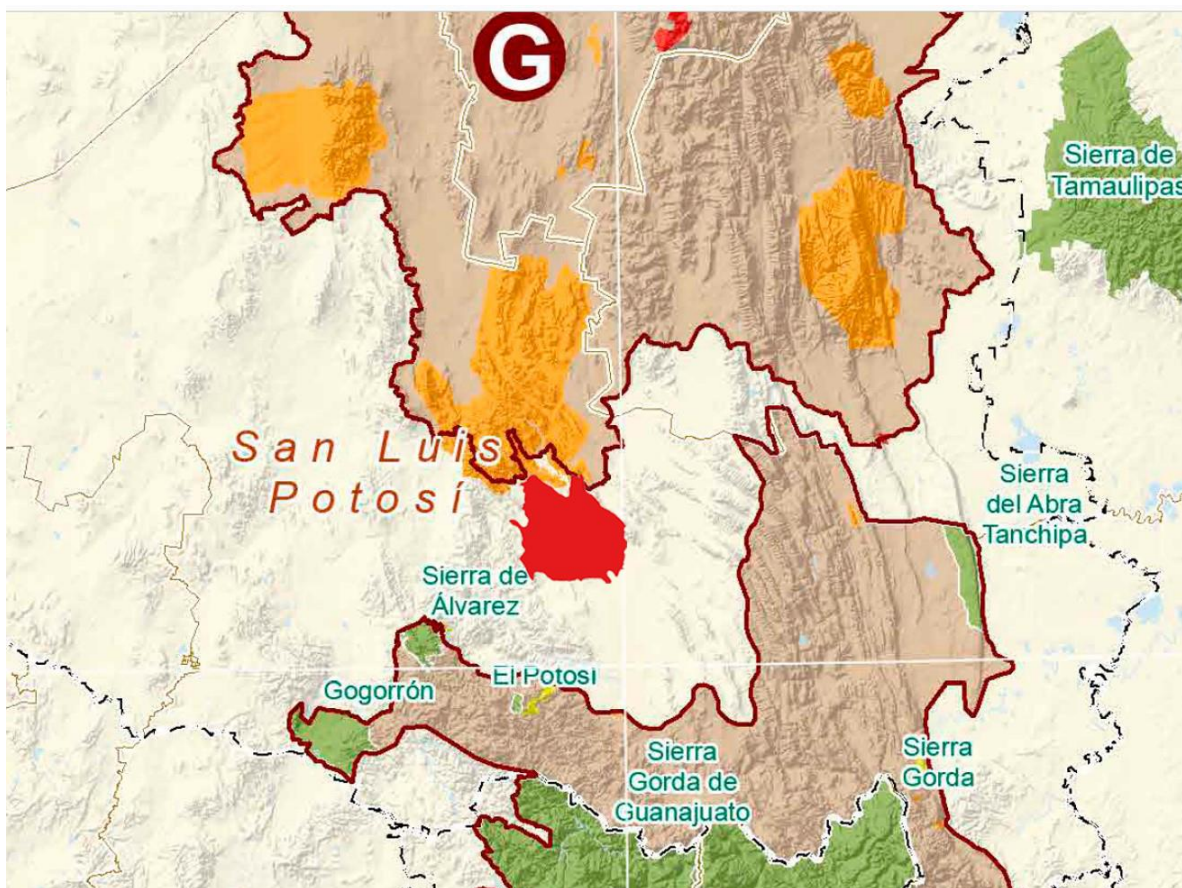 G
Sierra de
Tamaulipas
San Luis
Potosí
Sierra
del Abra
Tanchipa
Sierra de
Álvarez
El Potosí
Gogorrón
Sierra
Gorda de
Guanajuato
Sierra
Gorda